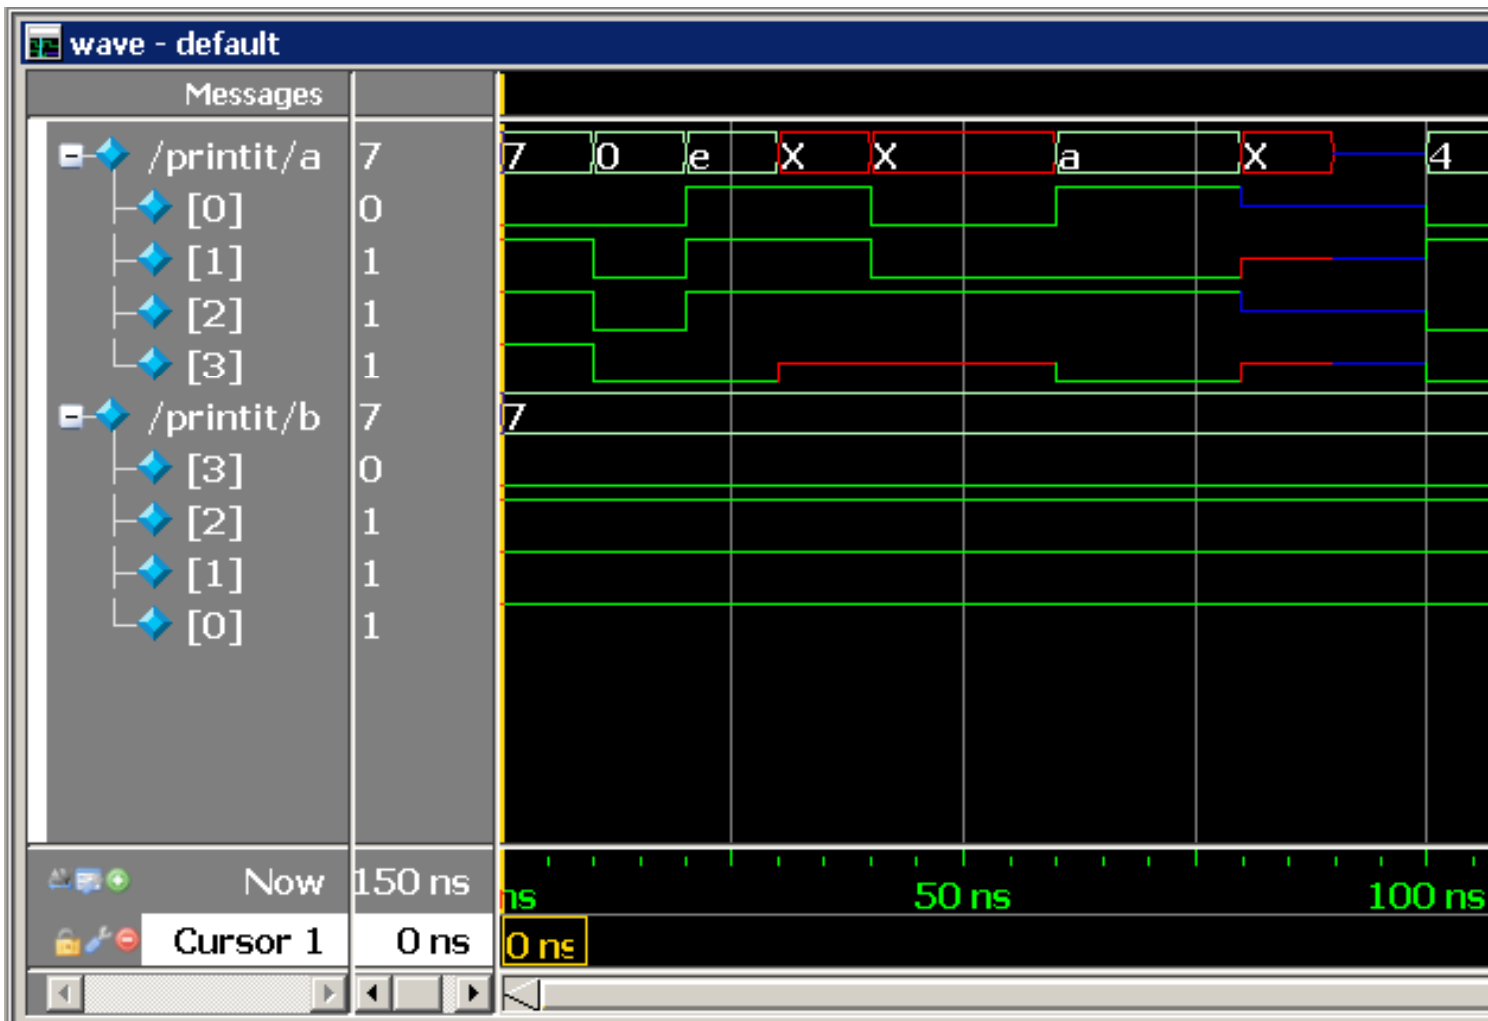 wave - default
Messages
/printit/a 7 7 0 e X X a X 4
[0] 0
[1] 1
[2] 1
[3] 1
/printit/b 7 7
[3] 0
[2] 1
[1] 1
[0] 1
Now 150 ns ns 50 ns 100 ns
Cursor 1 0 ns 0 ns